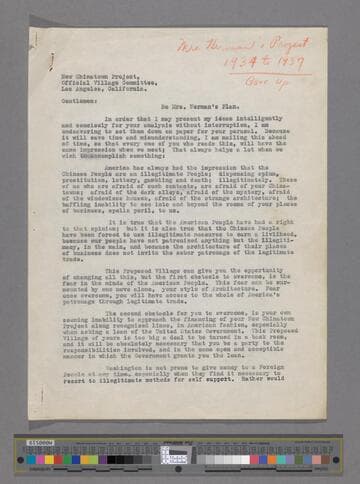 Mrs. Herman's Project
1934 to 1937
Gave up
New Chinatown Project,
Official Village Committee,
Los Angeles, California.
Gentlemen:
Re Mrs. Herman's Plan.
In order that I may present my ideas intelligently
and concisely for your analysis without interruption, I am
endeavoring to set them down on paper for your perusal. Because
it will save time and misunderstanding, I am mailing this ahead
of time, so that every one of you who reads this, will have the
same impression when we meet; That always helps a lot when we
wish to accomplish something;
America has always had the impression that the
Chinese People are an illegitimate People; dispensing opium,
prostitution, lottery, gambling and death; illegitimately. Those
of us who are afraid of such contacts, are afraid of your China-
towns; afraid of the dark alleys, afraid of the mystery, afraid
of the windowless houses, afraid of the strange architecture; the
baffling inability to see into and beyond the rooms of your places
of business, spells peril, to us.
It is true that the American People have had a right
to that opinion; but it is also true that the Chinese People
have been forced to use illegitimate measures to earn a livlihood,
because our people have not patronized anything but the illegiti-
macy, in the main, and because the architecture of their places
of business does not invite the sober patronage of the legitimate
trade.
This Proposed Village can give you the opportunity
of changing all this, but the first obstacle to overcome, is the
fear in the minds of the American People. This fear can be sur-
mounted by one move alone, your style of Architecture. Fear
once overcome, you will have access to the whole of America's
patronage through legitimate trade.
The second obstacle for you to overcome, is your own
seeming inability to approach the financing of your New Chinatown
Project along recognized lines, in American fashion, especially
when asking a loan of the United States Government. This Proposed
Village of yours is too big a deal to be turned in a back room,
and it will be absolutely necessary that you be a party to the
responsibilities involved, and in the same open and acceptible
manner in which the Government grants you the loan.
Washington is not prone to give money to a Foreign
People at any time, especially when they find it necessary to
resort to illegitimate methods for self support. Rather would